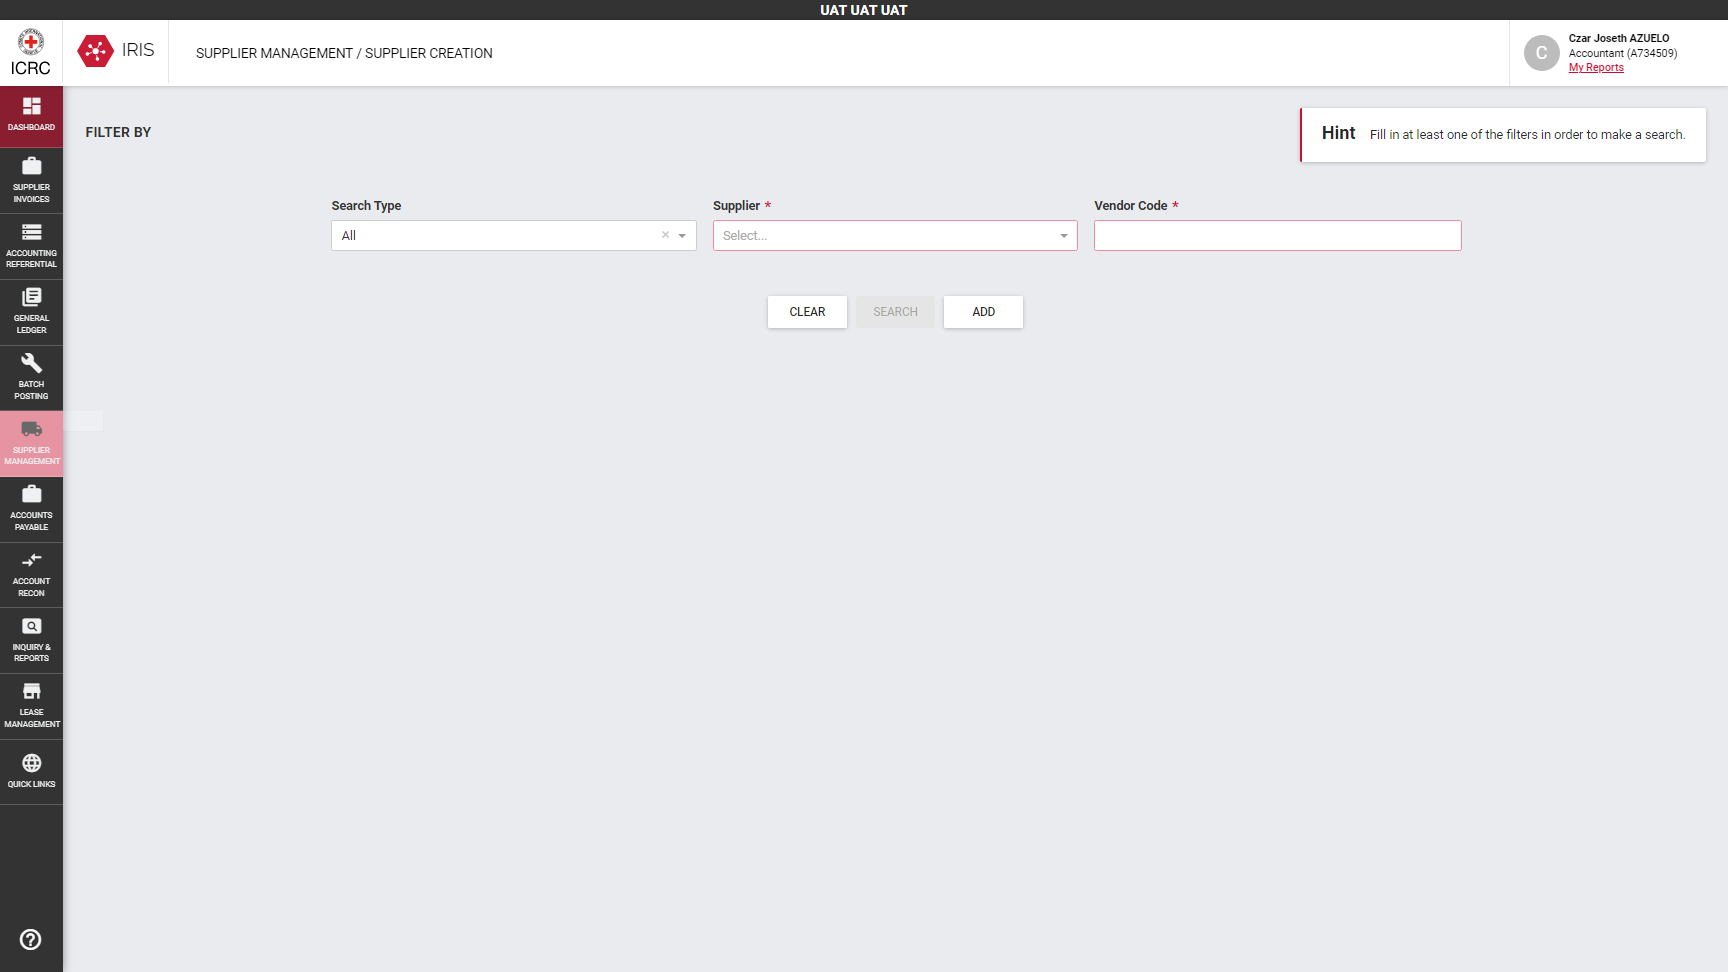 UAT UAT UAT
ICRC
IRIS
SUPPLIER MANAGEMENT / SUPPLIER CREATION
C
Czar Joseth AZUELO
Accountant (A734509)
My Reports
DASHBOARD
SUPPLIER
INVOICES
ACCOUNTING
REFERENTIAL
GENERAL
LEDGER
BATCH
POSTING
SUPPLIER
MANAGEMENT
ACCOUNTS
PAYABLE
ACCOUNT
RECON
INQUIRY &
REPORTS
LEASE
MANAGEMENT
QUICK LINKS
FILTER BY
Hint Fill in at least one of the filters in order to make a search.
Search Type
All
Supplier *
Select...
Vendor Code *
CLEAR
SEARCH
ADD